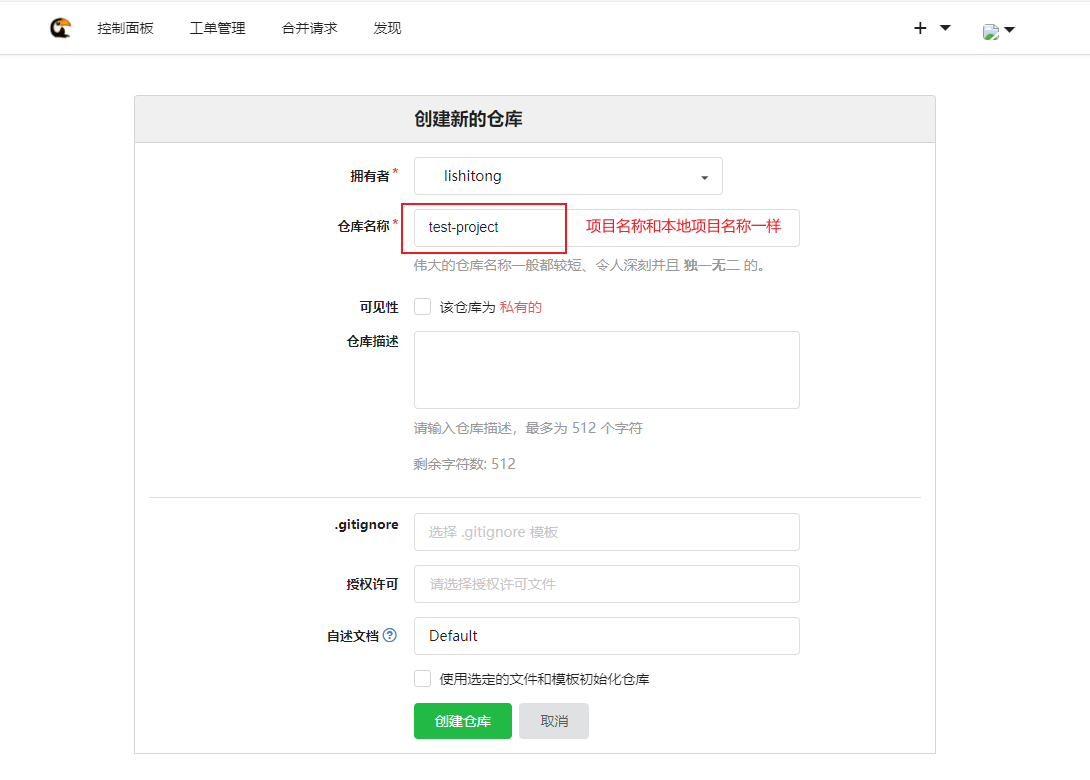 控制面板 工单管理 合并请求 发现
创建新的仓库
拥有者* lishitong
仓库名称* test-project 项目名称和本地项目名称一样
伟大的仓库名称一般都较短、令人深刻并且 独一无二 的。
可见性 该仓库为 私有的
仓库描述
请输入仓库描述，最多为 512 个字符
剩余字符数: 512
.gitignore 选择 .gitignore 模板
授权许可 请选择授权许可文件
自述文档 Default
使用选定的文件和模板初始化仓库
创建仓库 取消